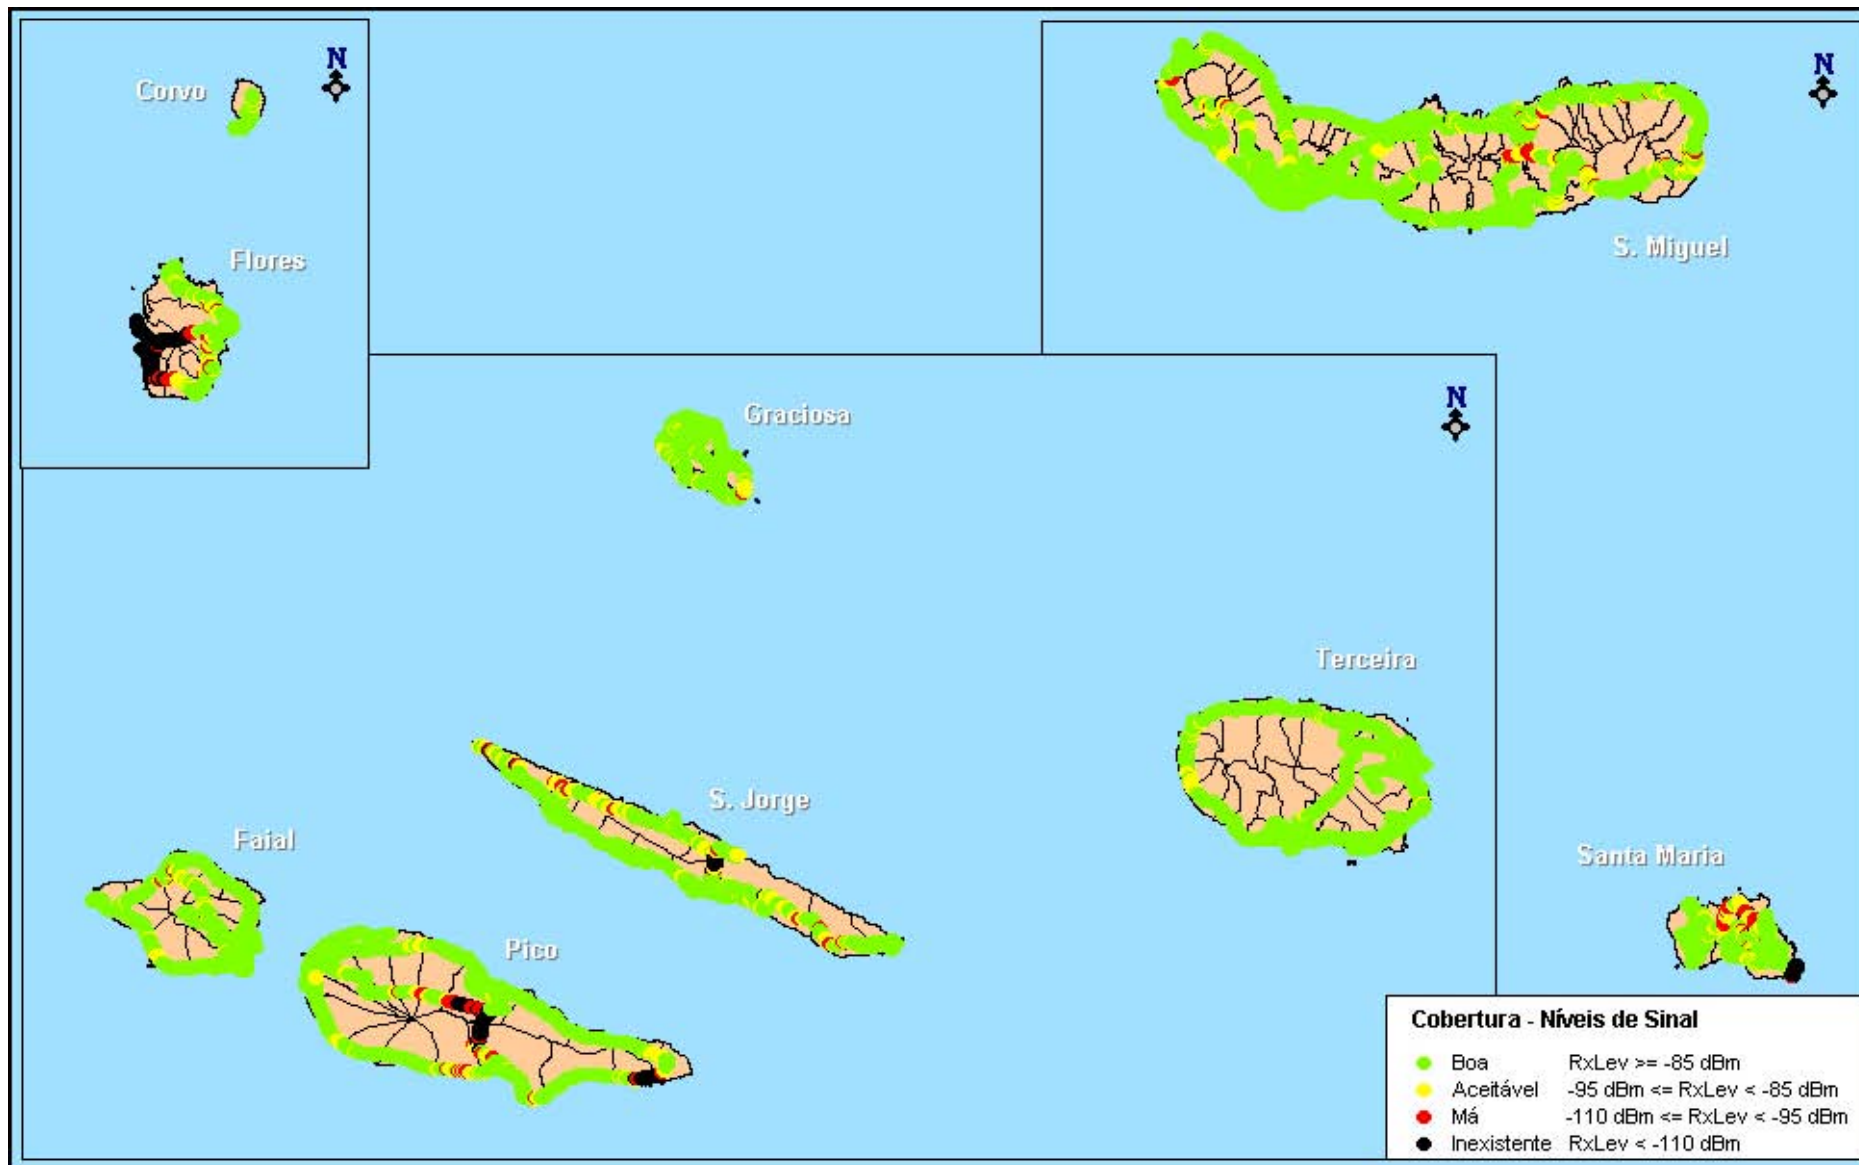 N
Corvo
Flores
N
S. Miguel
N
Graciosa
Terceira
S. Jorge
Faial
Pico
Santa Maria
Cobertura - Níveis de Sinal
Boa RxLev >= -85 dBm
Aceitável -95 dBm <= RxLev < -85 dBm
Má -110 dBm <= RxLev < -95 dBm
Inexistente RxLev < -110 dBm